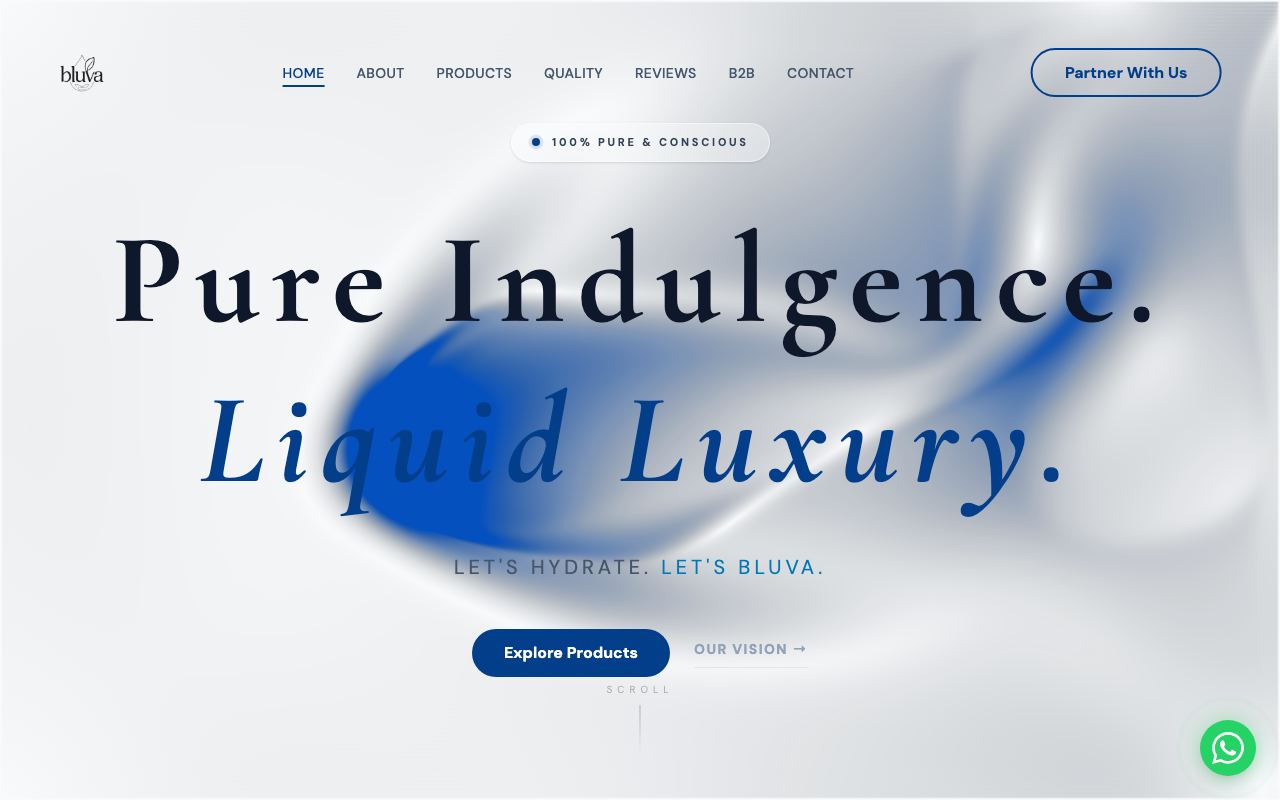 bluva
HOME ABOUT PRODUCTS QUALITY REVIEWS B2B CONTACT
Partner With Us
100% PURE & CONSCIOUS
Pure Indulgence.
Liquid Luxury.
LET'S HYDRATE. LET'S BLUVA.
Explore Products
OUR VISION →
SCROLL